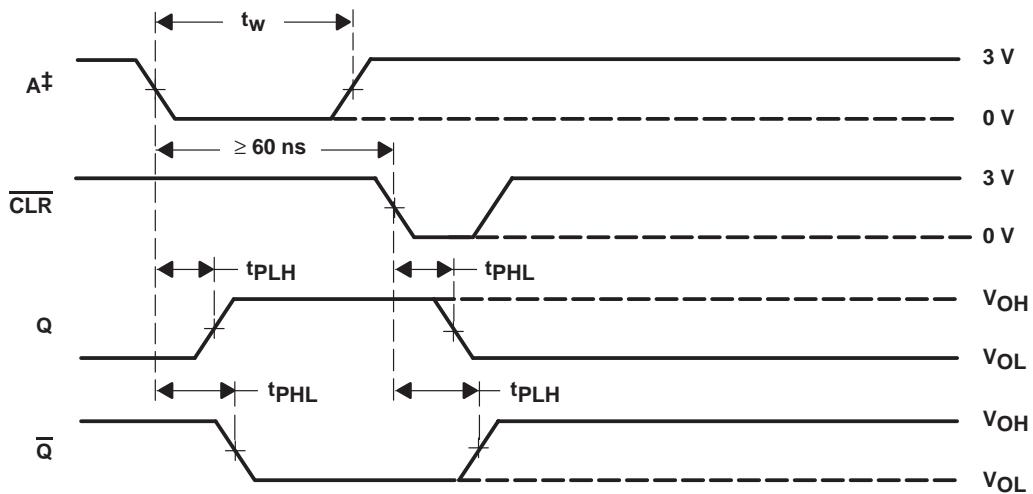 tw
A‡
3 V
0 V
≥ 60 ns
CLR
3 V
0 V
tPLH
tPHL
Q
VOH
VOL
tPHL
tPLH
Q
VOH
VOL